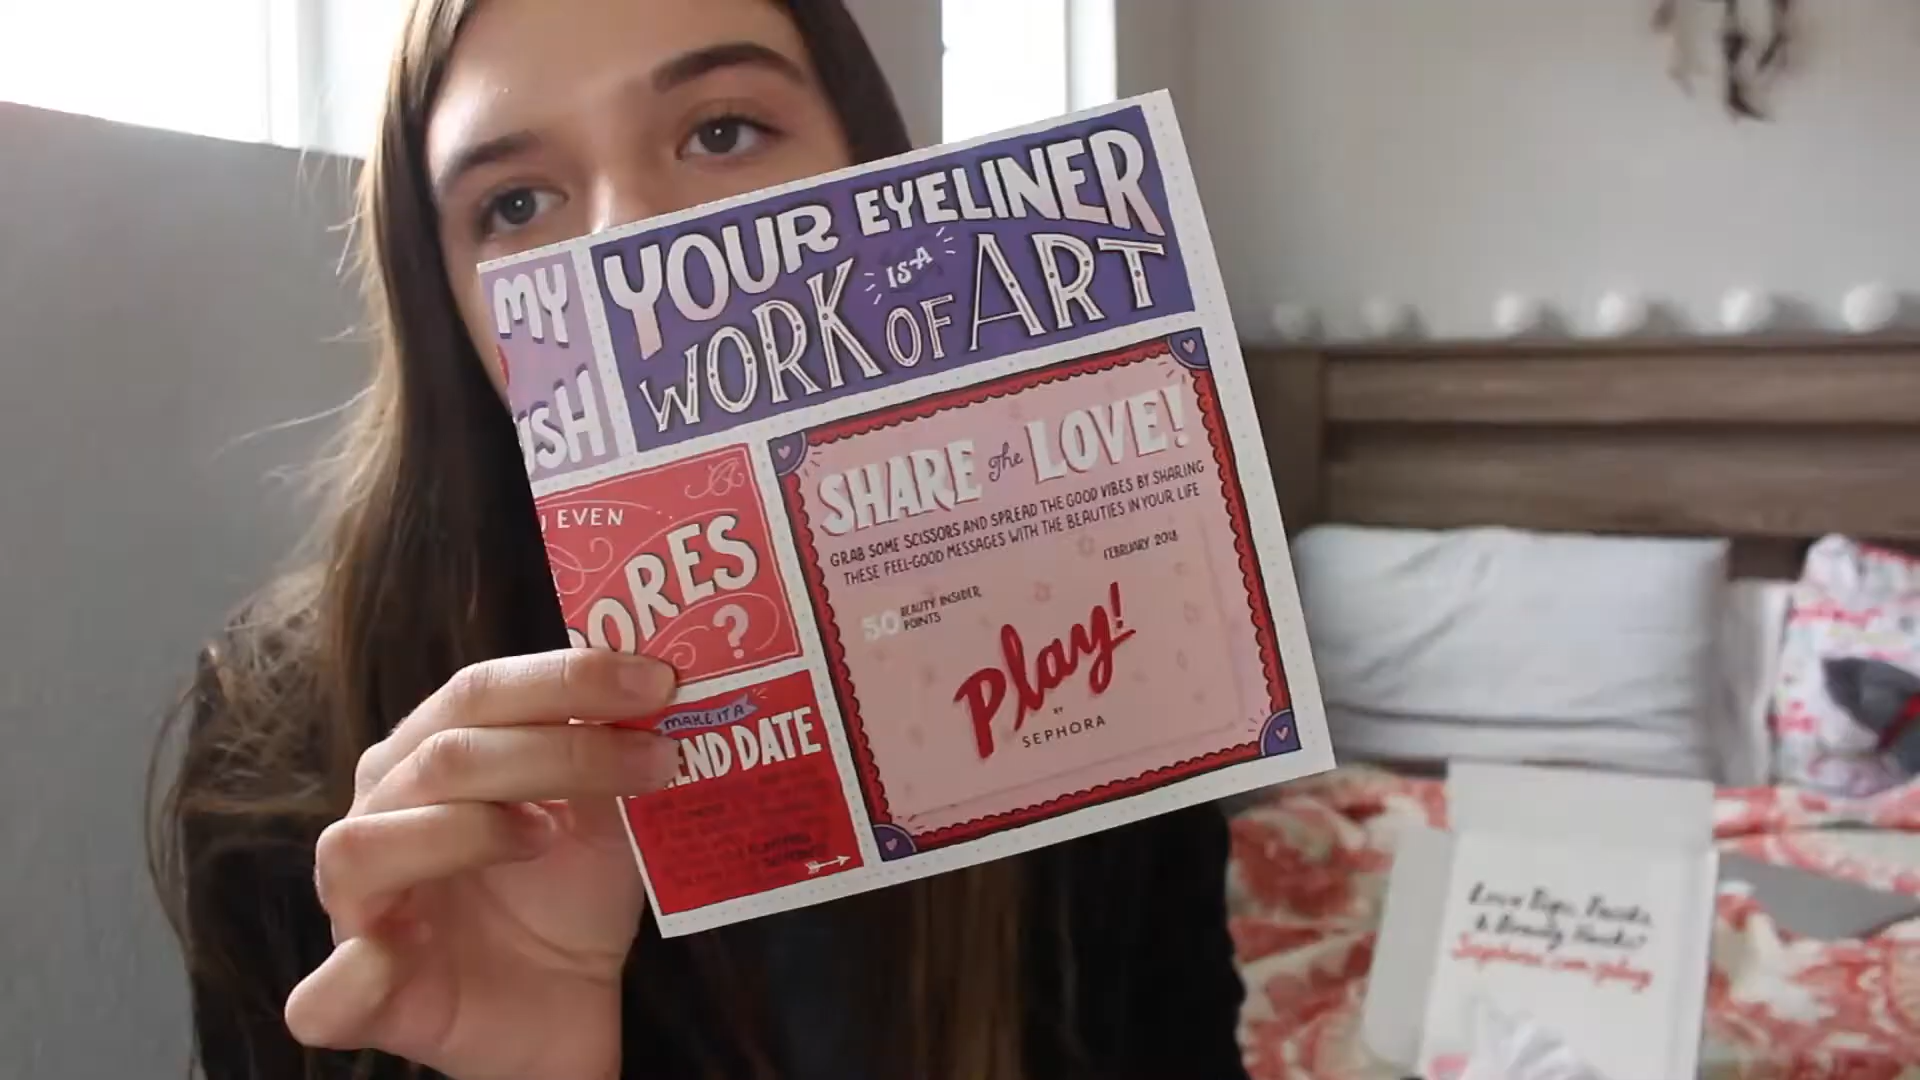 MY
YOUR EYELINER
IS A
WORK OF ART
SH
SHARE the LOVE!
GRAB SOME SCISSORS AND SPREAD THE GOOD VIBES BY SHARING
THESE FEEL-GOOD MESSAGES WITH THE BEAUTIES IN YOUR LIFE
FEBRUARY 2018
50 BEAUTY INSIDER
POINTS
Play!
BY
SEPHORA
EVEN
ORES
?
MAKE IT A
END DATE